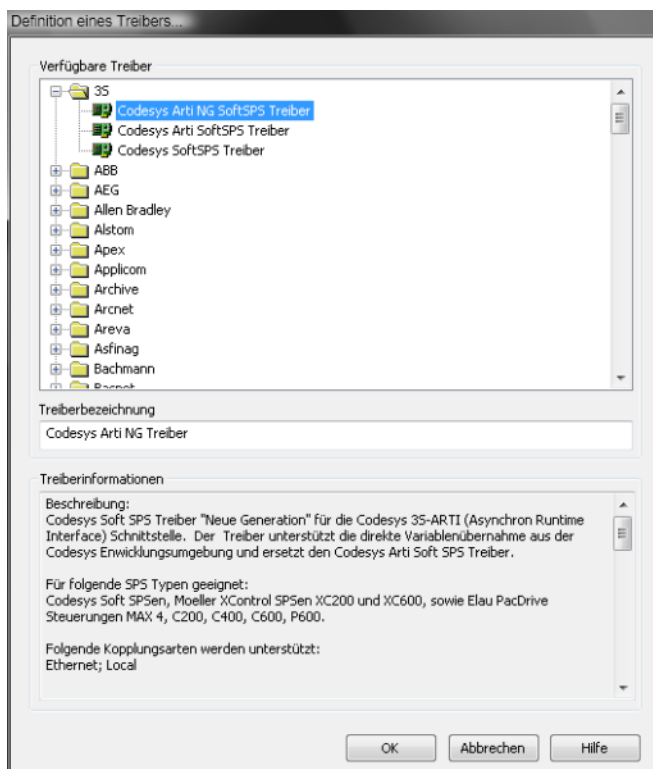 Definition eines Treibers...
Verfügbare Treiber
3S
Codesys Arti NG SoftSPS Treiber
Codesys Arti SoftSPS Treiber
Codesys SoftSPS Treiber
ABB
AEG
Allen Bradley
Alstom
Apex
Applicom
Archive
Arcnet
Areva
Asfinag
Bachmann
Bacnet
Treiberbezeichnung
Codesys Arti NG Treiber
Treiberinformationen
Beschreibung:
Codesys Soft SPS Treiber "Neue Generation" für die Codesys 3S-ARTI (Asynchron Runtime
Interface) Schnittstelle. Der Treiber unterstützt die direkte Variablenübernahme aus der
Codesys Enwicklungsumgebung und ersetzt den Codesys Arti Soft SPS Treiber.
Für folgende SPS Typen geeignet:
Codesys Soft SPSen, Moeller XControl SPSen XC200 und XC600, sowie Elau PacDrive
Steuerungen MAX 4, C200, C400, C600, P600.
Folgende Kopplungsarten werden unterstützt:
Ethernet; Local
OK
Abbrechen
Hilfe